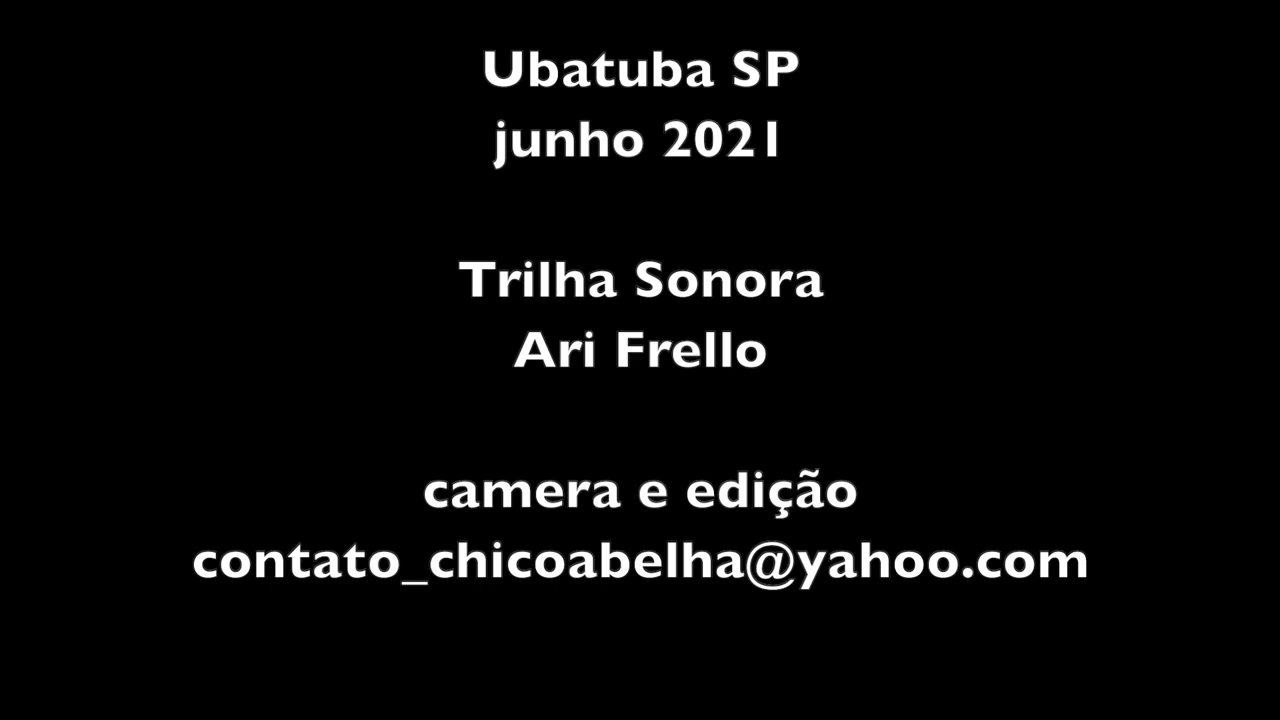 Ubatuba SP
junho 2021
Trilha Sonora
Ari Frello
camera e edição
contato_chicoabelha@yahoo.com